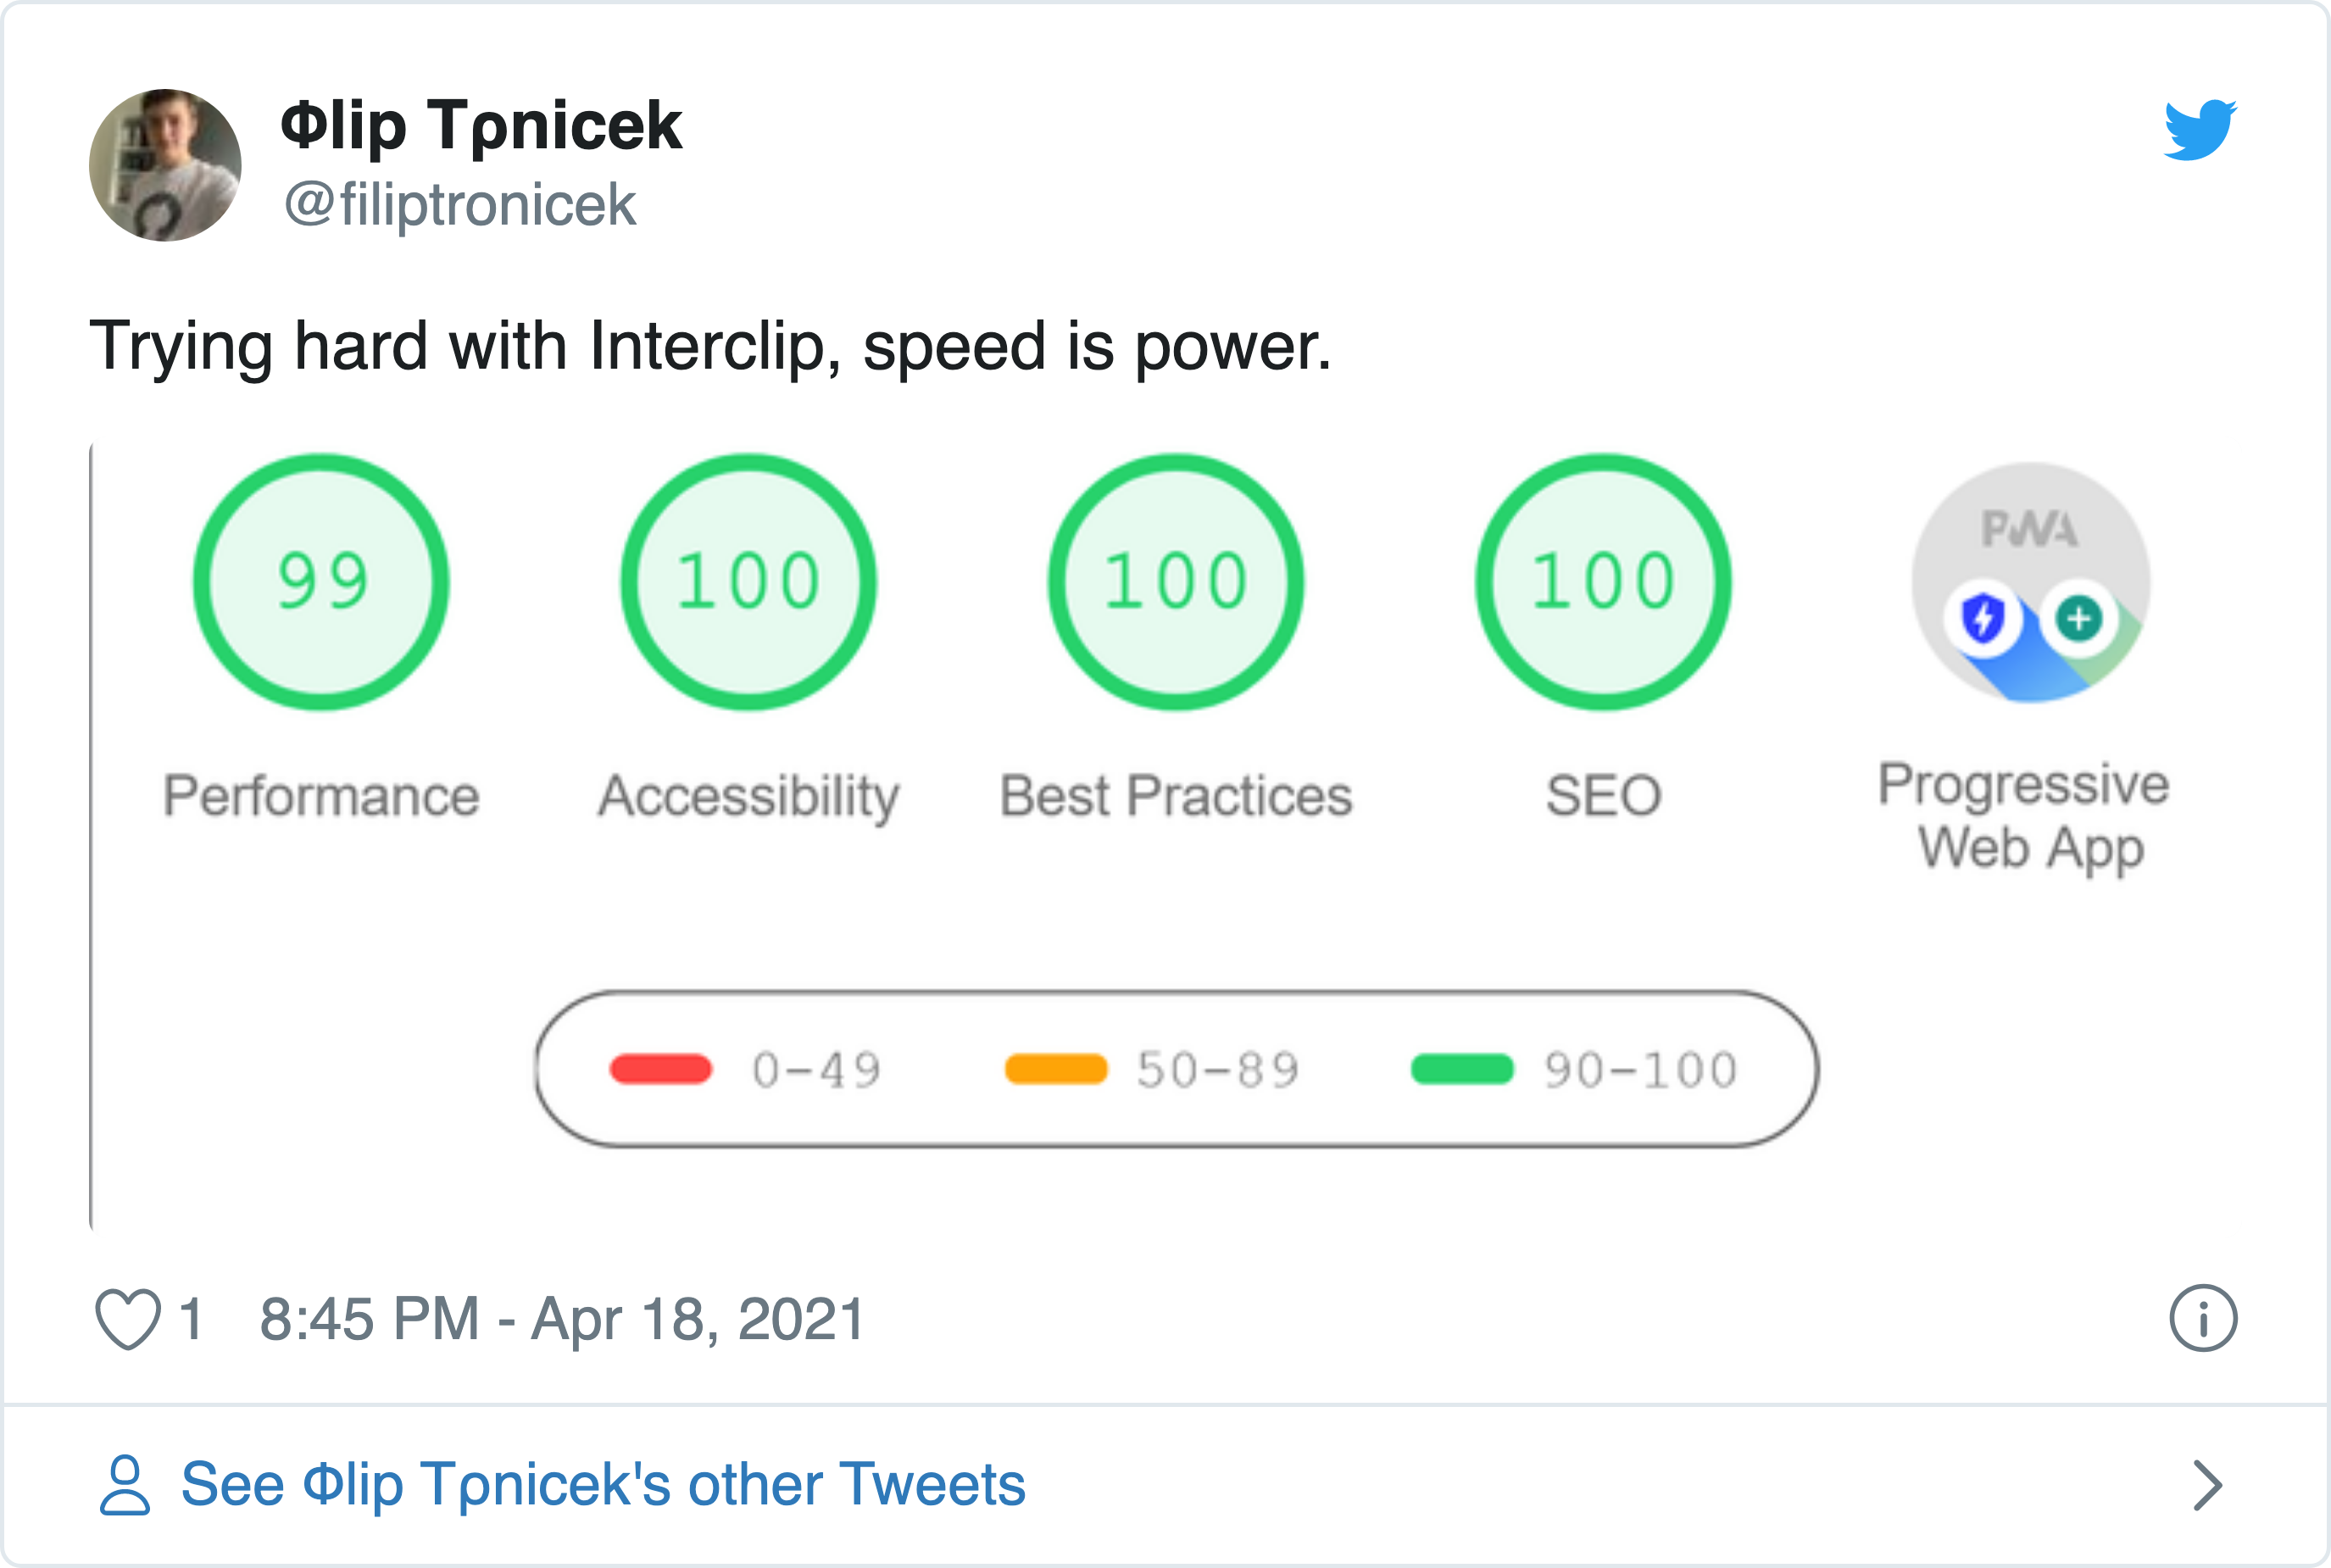 Φlip Tρnicek
@filiptronicek
Trying hard with Interclip, speed is power.
99
100
100
100
PWA
Performance
Accessibility
Best Practices
SEO
Progressive
Web App
0–49
50–89
90–100
1
8:45 PM - Apr 18, 2021
See Φlip Tρnicek's other Tweets